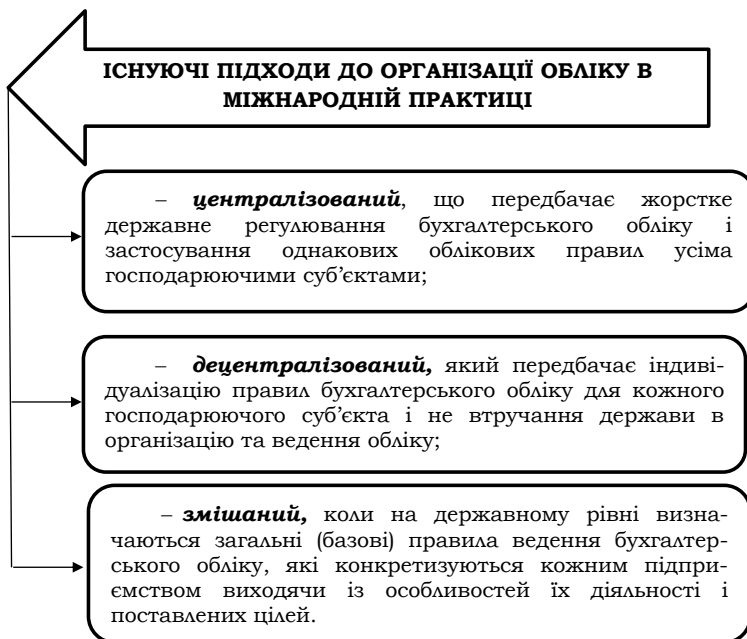 ІСНУЮЧІ ПІДХОДИ ДО ОРГАНІЗАЦІЇ ОБЛІКУ В
МІЖНАРОДНІЙ ПРАКТИЦІ
– централізований, що передбачає жорстке
державне регулювання бухгалтерського обліку і
застосування однакових облікових правил усіма
господарюючими суб’єктами;
– децентралізований, який передбачає індиві-
дуалізацію правил бухгалтерського обліку для кожного
господарюючого суб’єкта і не втручання держави в
організацію та ведення обліку;
– змішаний, коли на державному рівні визна-
чаються загальні (базові) правила ведення бухгалтер-
ського обліку, які конкретизуються кожним підпри-
ємством виходячи із особливостей їх діяльності і
поставлених цілей.